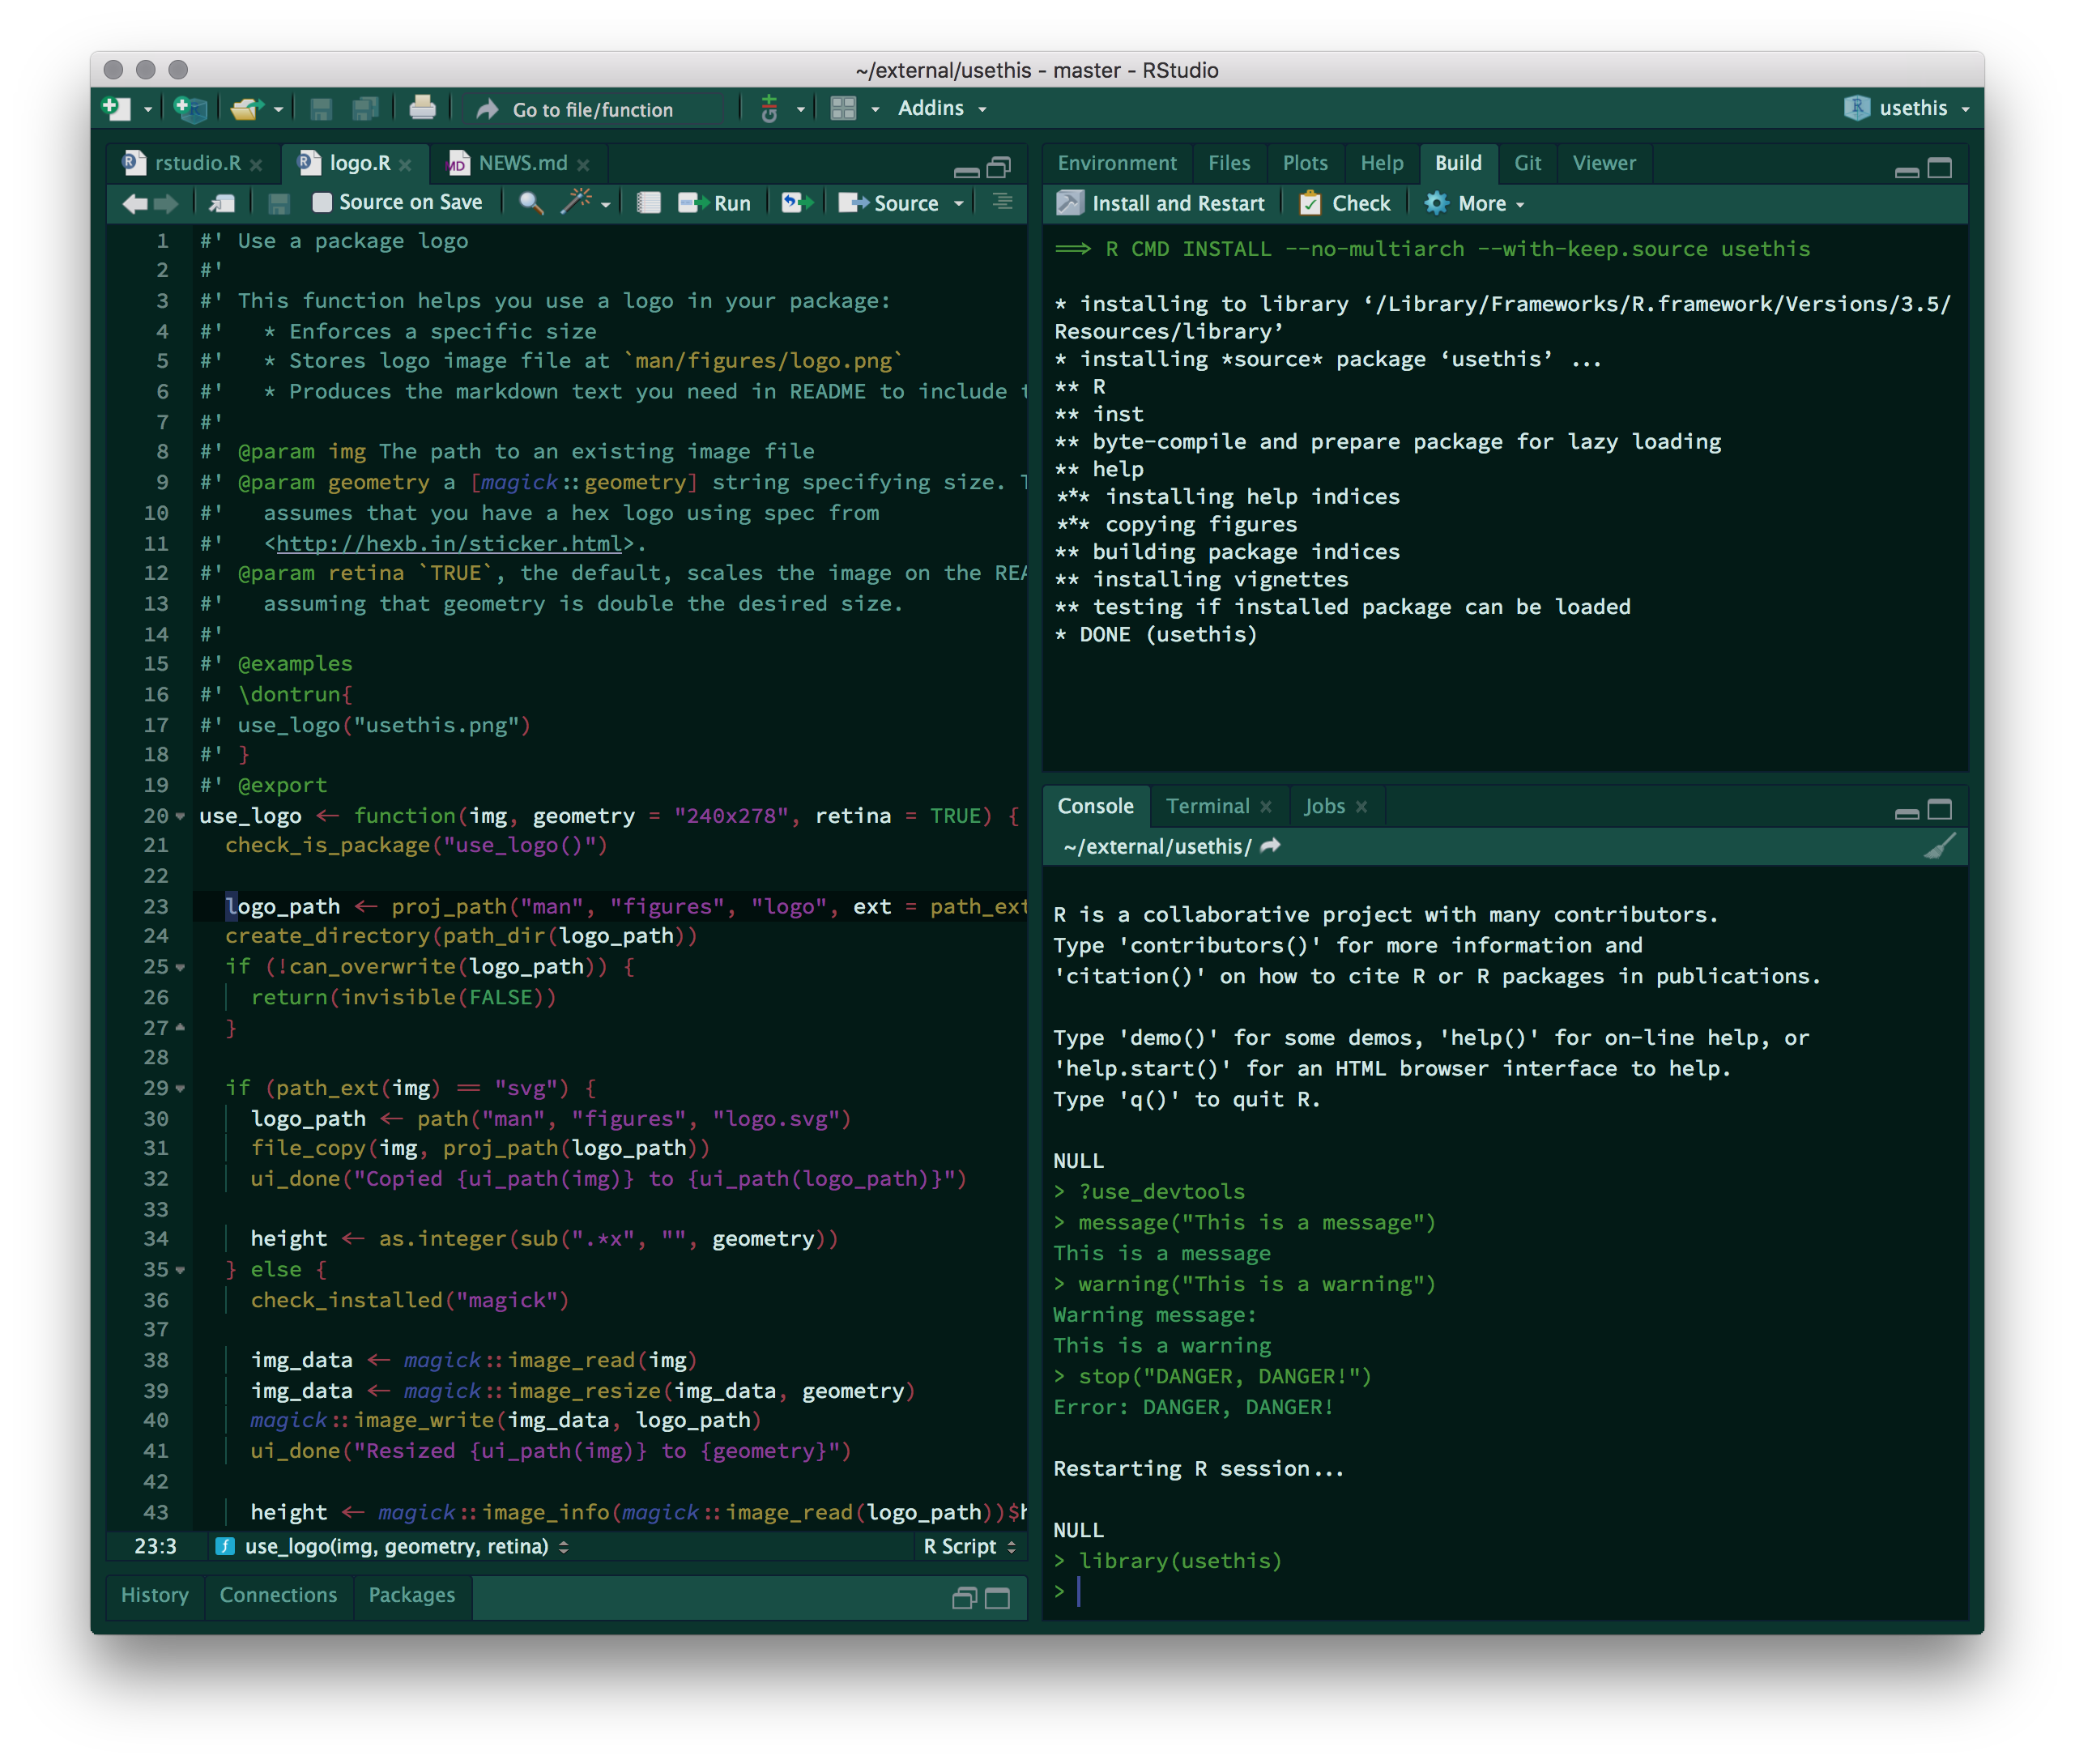 ~/external/usethis - master - RStudio
Go to file/function
Addins
usethis
rstudio.R
logo.R
NEWS.md
Source on Save
Run
Source
1 #' Use a package logo
2 #'
3 #' This function helps you use a logo in your package:
4 #'   * Enforces a specific size
5 #'   * Stores logo image file at `man/figures/logo.png`
6 #'   * Produces the markdown text you need in README to include
7 #'
8 #' @param img The path to an existing image file
9 #' @param geometry a [magick::geometry] string specifying size.
10 #'   assumes that you have a hex logo using spec from
11 #'   <http://hexb.in/sticker.html>.
12 #' @param retina `TRUE`, the default, scales the image on the
13 #'   assuming that geometry is double the desired size.
14 #'
15 #' @examples
16 #' \dontrun{
17 #' use_logo("usethis.png")
18 #' }
19 #' @export
20 use_logo <- function(img, geometry = "240x278", retina = TRUE) {
21   check_is_package("use_logo()")
22
23   logo_path <- proj_path("man", "figures", "logo", ext = path_ext
24   create_directory(path_dir(logo_path))
25   if (!can_overwrite(logo_path)) {
26     return(invisible(FALSE))
27   }
28
29   if (path_ext(img) == "svg") {
30     logo_path <- path("man", "figures", "logo.svg")
31     file_copy(img, proj_path(logo_path))
32     ui_done("Copied {ui_path(img)} to {ui_path(logo_path)}")
33
34     height <- as.integer(sub(".*x", "", geometry))
35   } else {
36     check_installed("magick")
37
38     img_data <- magick::image_read(img)
39     img_data <- magick::image_resize(img_data, geometry)
40     magick::image_write(img_data, logo_path)
41     ui_done("Resized {ui_path(img)} to {geometry}")
42
43     height <- magick::image_info(magick::image_read(logo_path))$h
23:3
use_logo(img, geometry, retina)
R Script
History
Connections
Packages
Environment
Files
Plots
Help
Build
Git
Viewer
Install and Restart
Check
More
==> R CMD INSTALL --no-multiarch --with-keep.source usethis
* installing to library ‘/Library/Frameworks/R.framework/Versions/3.5/
Resources/library’
* installing *source* package ‘usethis’ ...
** R
** inst
** byte-compile and prepare package for lazy loading
** help
*** installing help indices
*** copying figures
** building package indices
** installing vignettes
** testing if installed package can be loaded
* DONE (usethis)
Console
Terminal
Jobs
~/external/usethis/
R is a collaborative project with many contributors.
Type 'contributors()' for more information and
'citation()' on how to cite R or R packages in publications.
Type 'demo()' for some demos, 'help()' for on-line help, or
'help.start()' for an HTML browser interface to help.
Type 'q()' to quit R.
NULL
> ?use_devtools
> message("This is a message")
This is a message
> warning("This is a warning")
Warning message:
This is a warning
> stop("DANGER, DANGER!")
Error: DANGER, DANGER!
Restarting R session...
NULL
> library(usethis)
>